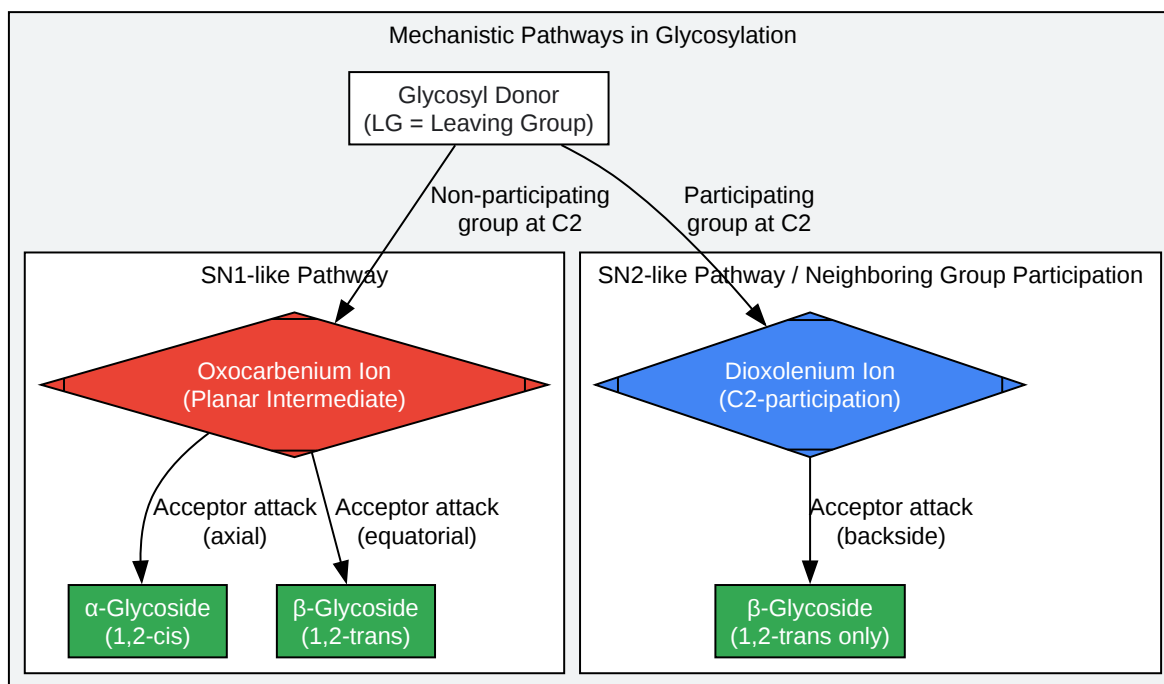 Mechanistic Pathways in Glycosylation
Glycosyl Donor
(LG = Leaving Group)
Non-participating
group at C2
Participating
group at C2
SN1-like Pathway
Oxocarbenium Ion
(Planar Intermediate)
Acceptor attack
(axial)
Acceptor attack
(equatorial)
α-Glycoside
(1,2-cis)
β-Glycoside
(1,2-trans)
SN2-like Pathway / Neighboring Group Participation
Dioxolenium Ion
(C2-participation)
Acceptor attack
(backside)
β-Glycoside
(1,2-trans only)